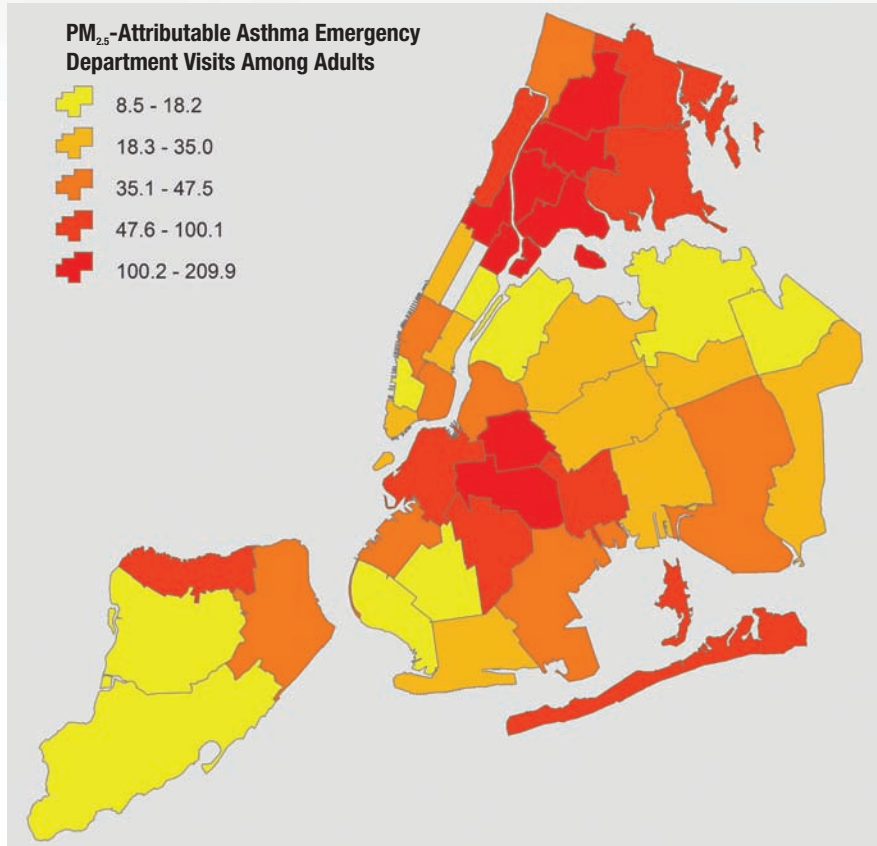 PM2.5-Attributable Asthma Emergency
Department Visits Among Adults
8.5 - 18.2
18.3 - 35.0
35.1 - 47.5
47.6 - 100.1
100.2 - 209.9